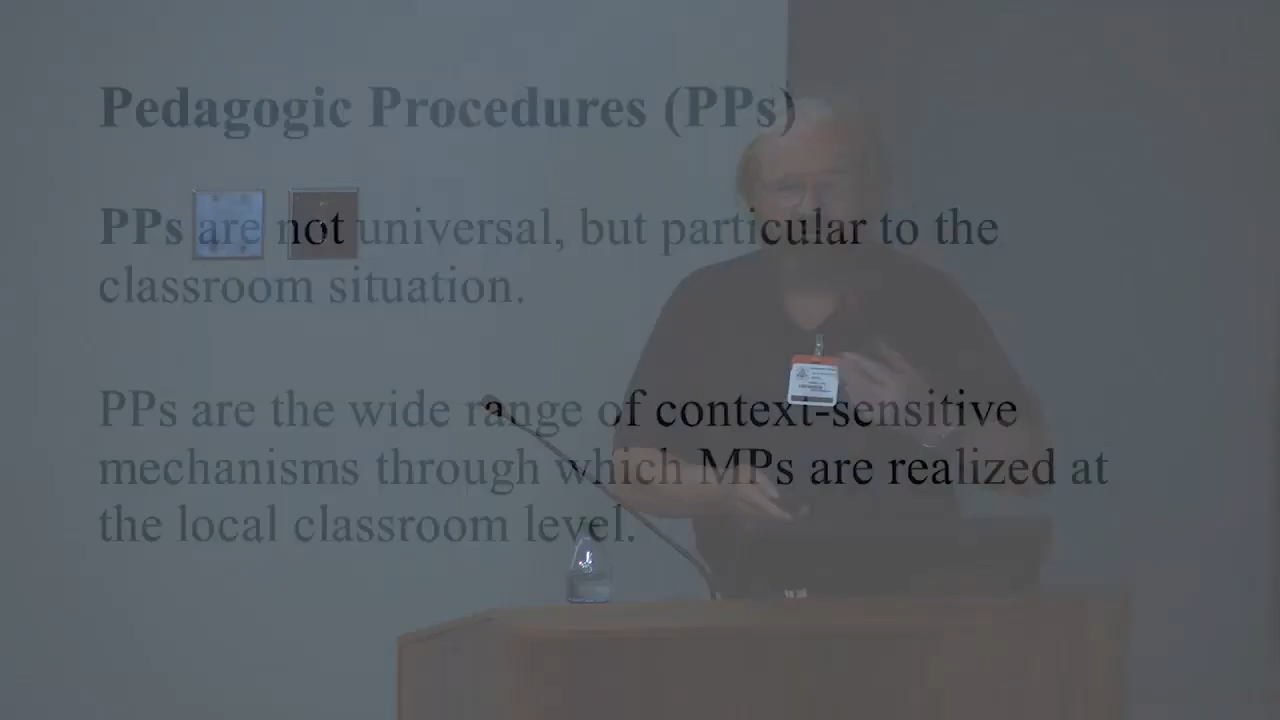 Pedagogic Procedures (PPs)
PPs are not universal, but particular to the
classroom situation.
PPs are the wide range of context-sensitive
mechanisms through which MPs are realized at
the local classroom level.